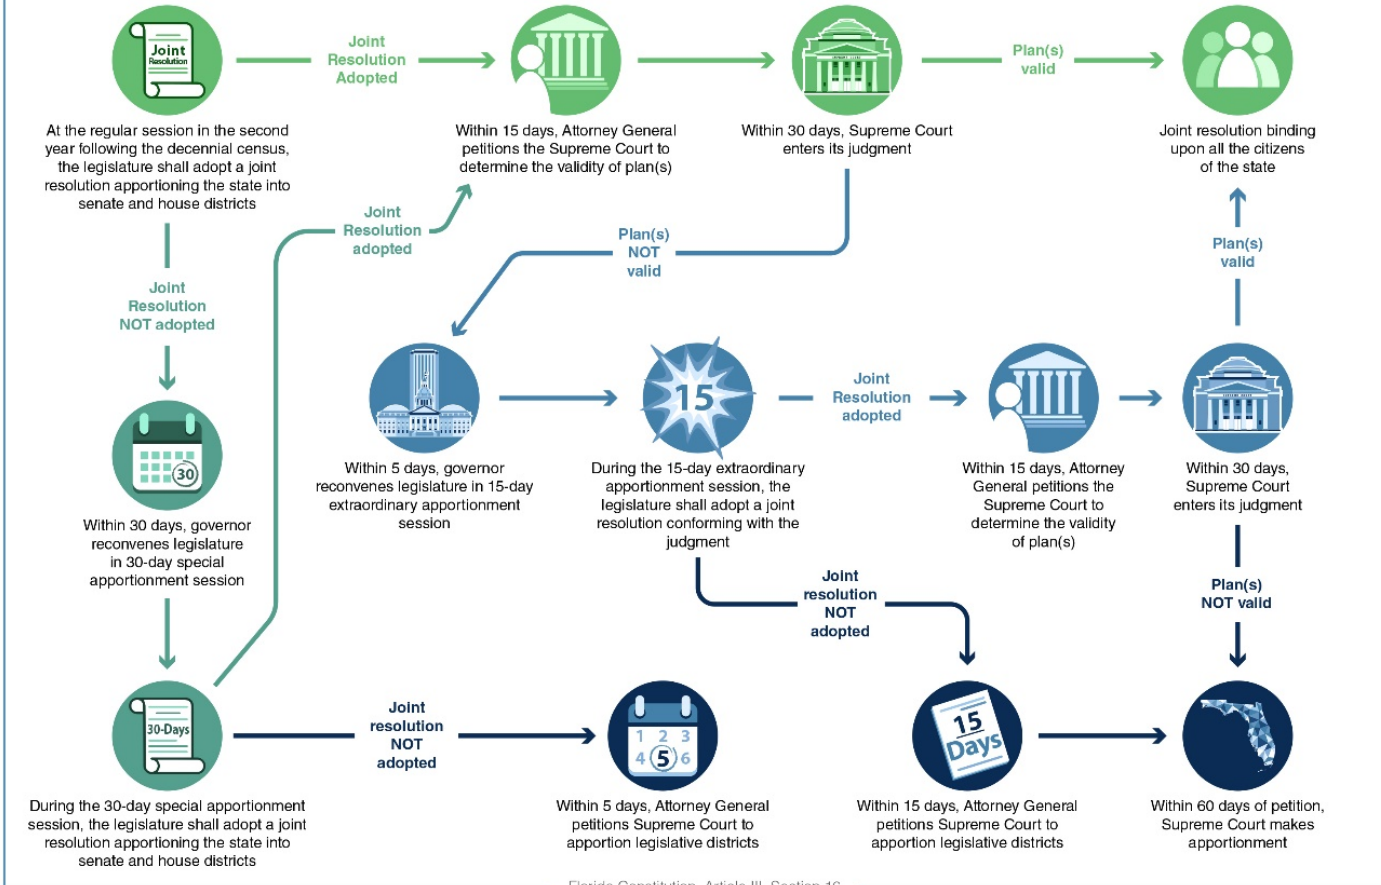 Joint
Resolution
Joint
Resolution
Adopted
Plan(s)
valid
At the regular session in the second
year following the decennial census,
the legislature shall adopt a joint
resolution apportioning the state into
senate and house districts
Within 15 days, Attorney General
petitions the Supreme Court to
determine the validity of plan(s)
Within 30 days, Supreme Court
enters its judgment
Joint resolution binding
upon all the citizens
of the state
Joint
Resolution
adopted
Plan(s)
NOT
valid
Plan(s)
valid
Joint
Resolution
NOT adopted
15
Joint
Resolution
adopted
30
Within 5 days, governor
reconvenes legislature in 15-day
extraordinary apportionment
session
During the 15-day extraordinary
apportionment session, the
legislature shall adopt a joint
resolution conforming with the
judgment
Within 15 days, Attorney
General petitions the
Supreme Court to
determine the validity
of plan(s)
Within 30 days,
Supreme Court
enters its judgment
Within 30 days, governor
reconvenes legislature
in 30-day special
apportionment session
Joint
resolution
NOT
adopted
Plan(s)
NOT valid
30-Days
Joint
resolution
NOT
adopted
1 2 3
4 5 6
15
Days
During the 30-day special apportionment
session, the legislature shall adopt a joint
resolution apportioning the state into
senate and house districts
Within 5 days, Attorney General
petitions Supreme Court to
apportion legislative districts
Within 15 days, Attorney General
petitions Supreme Court to
apportion legislative districts
Within 60 days of petition,
Supreme Court makes
apportionment
Florida Constitution, Article III, Section 16